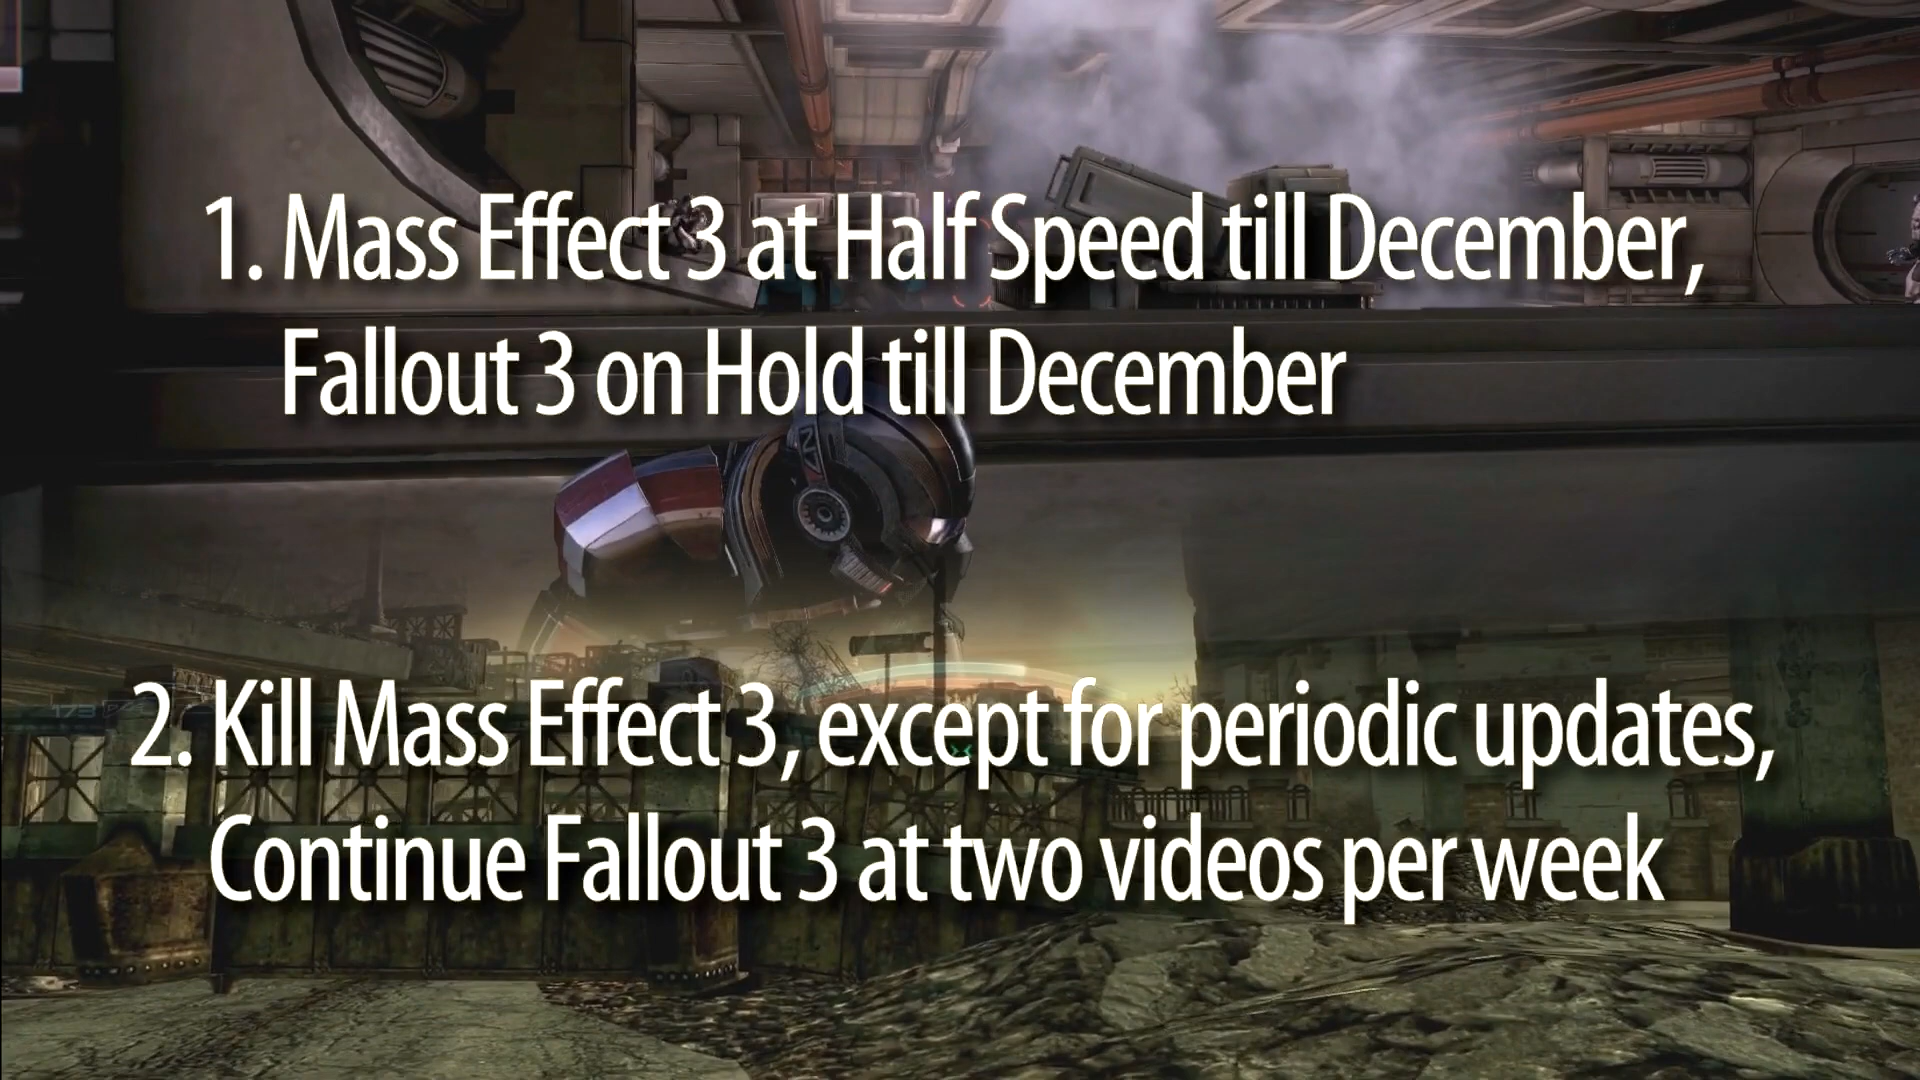 1. Mass Effect 3 at Half Speed till December,
Fallout 3 on Hold till December
2. Kill Mass Effect 3, except for periodic updates,
Continue Fallout 3 at two videos per week